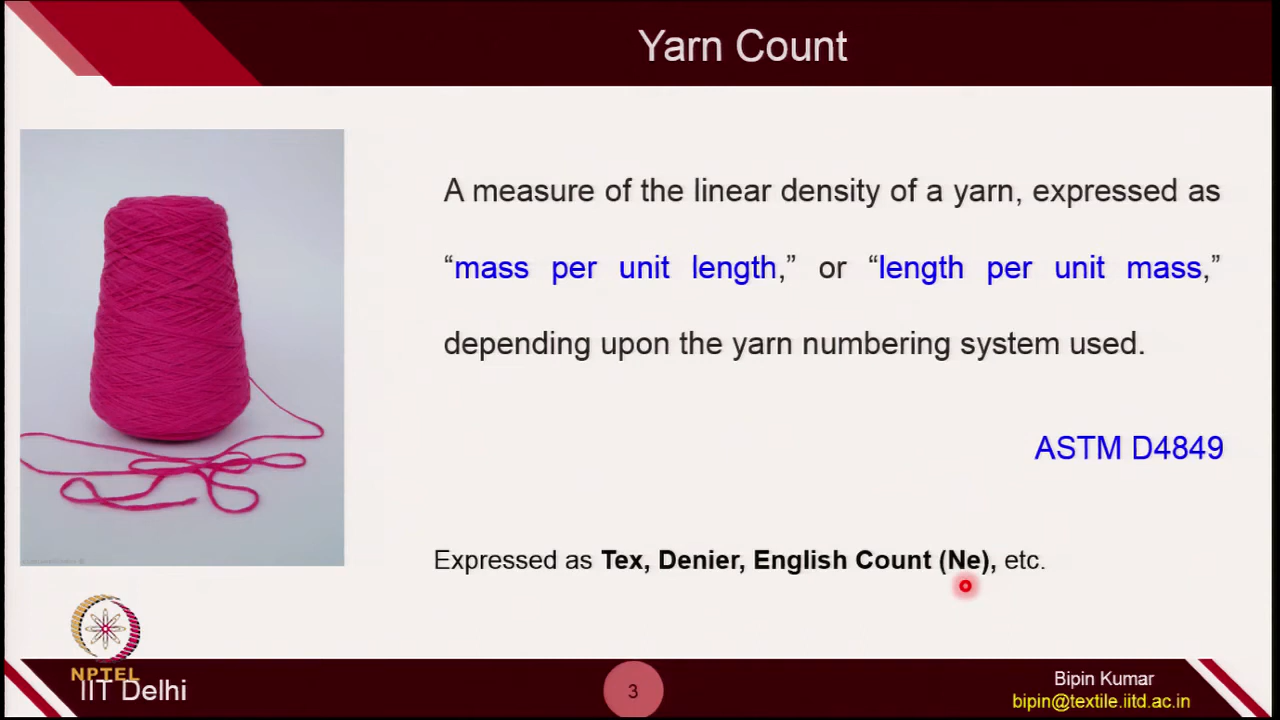 Yarn Count
A measure of the linear density of a yarn, expressed as
“mass per unit length,” or “length per unit mass,”
depending upon the yarn numbering system used.
ASTM D4849
Expressed as Tex, Denier, English Count (Ne), etc.
NPTEL
IIT Delhi
3
Bipin Kumar
bipin@textile.iitd.ac.in